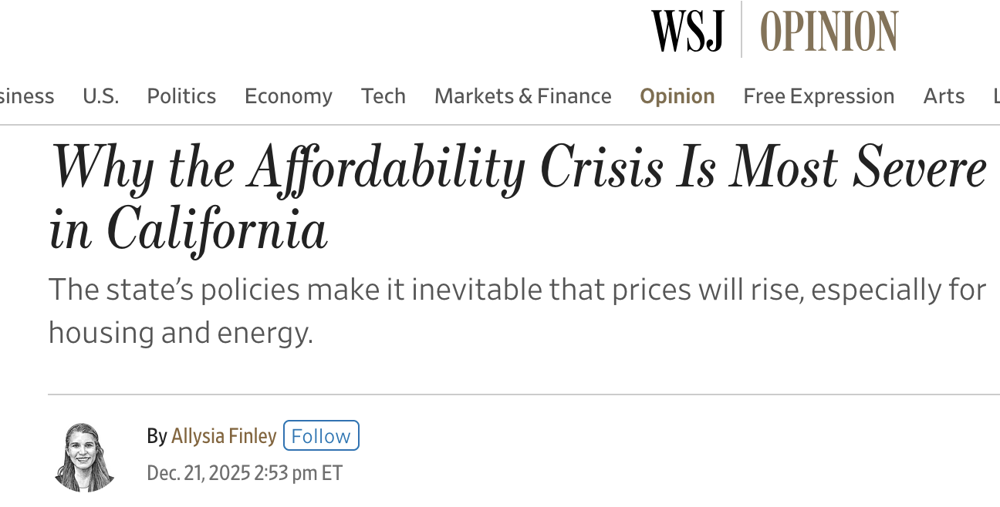 WSJ OPINION
siness U.S. Politics Economy Tech Markets & Finance Opinion Free Expression Arts L
Why the Affordability Crisis Is Most Severe
in California
The state’s policies make it inevitable that prices will rise, especially for
housing and energy.
By Allysia Finley Follow
Dec. 21, 2025 2:53 pm ET